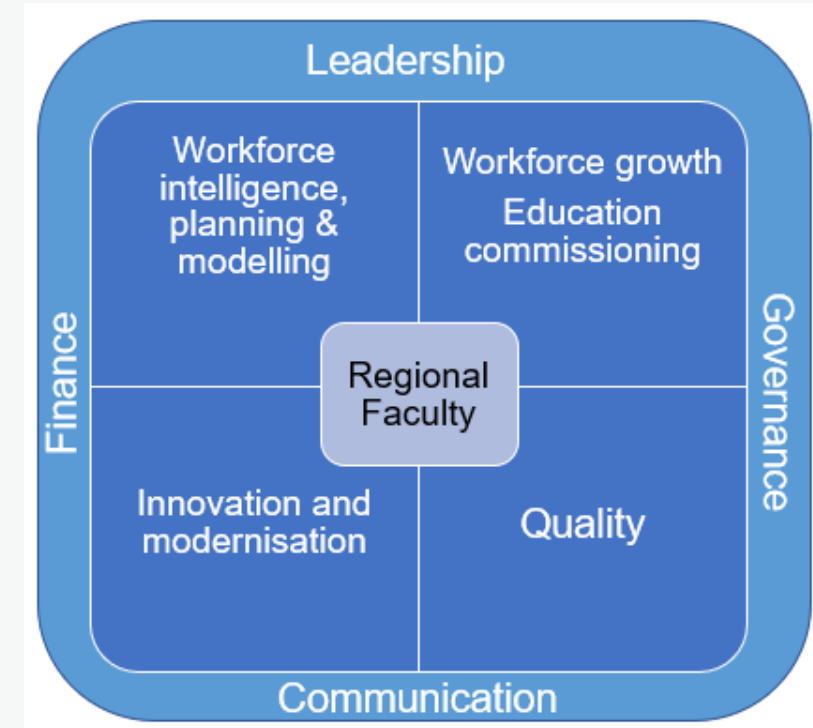 Leadership
Workforce
intelligence,
planning &
modelling
Workforce growth
Education
commissioning
Finance
Regional
Faculty
Governance
Innovation and
modernisation
Quality
Communication